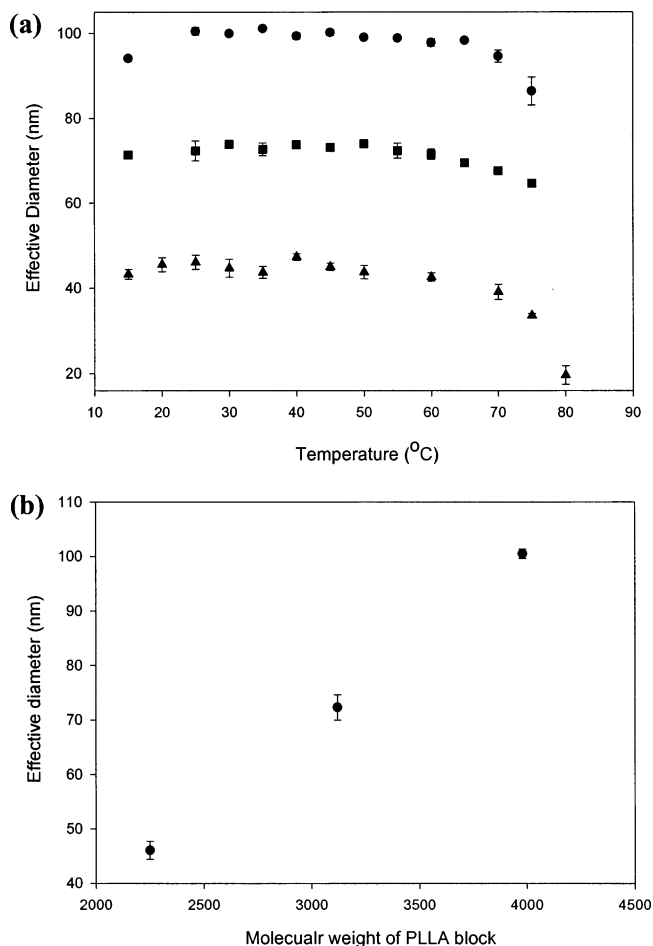 (a)
100
80
60
40
20
Effective Diameter (nm)
10 20 30 40 50 60 70 80 90
Temperature (°C)
(b)
110
100
90
80
70
60
50
40
Effective diameter (nm)
2000 2500 3000 3500 4000 4500
Molecualr weight of PLLA block